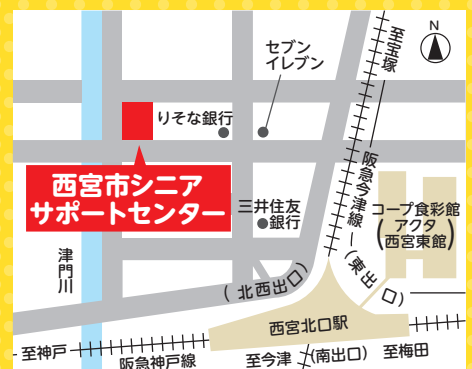 N
至宝塚
セブン
イレブン
りそな銀行
西宮市シニア
サポートセンター
阪急今津線
三井住友
銀行
コープ食彩館
アクタ
西宮東館
津門川
(北西出口)
(東出口)
西宮北口駅
至神戸
阪急神戸線
至今津
(南出口)
至梅田